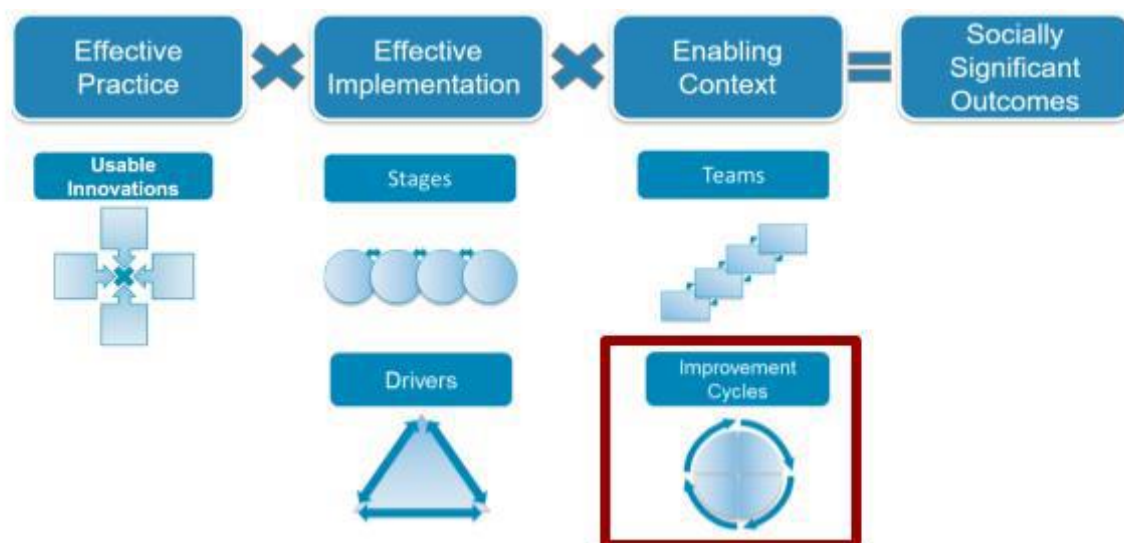 Effective
Practice
Effective
Implementation
Enabling
Context
Socially
Significant
Outcomes
Usable
Innovations
Stages
Teams
Drivers
Improvement
Cycles